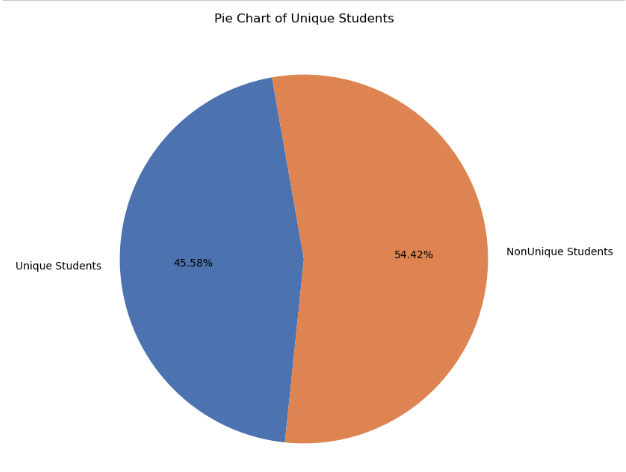 Pie Chart of Unique Students
54.42%
NonUnique Students
45.58%
Unique Students